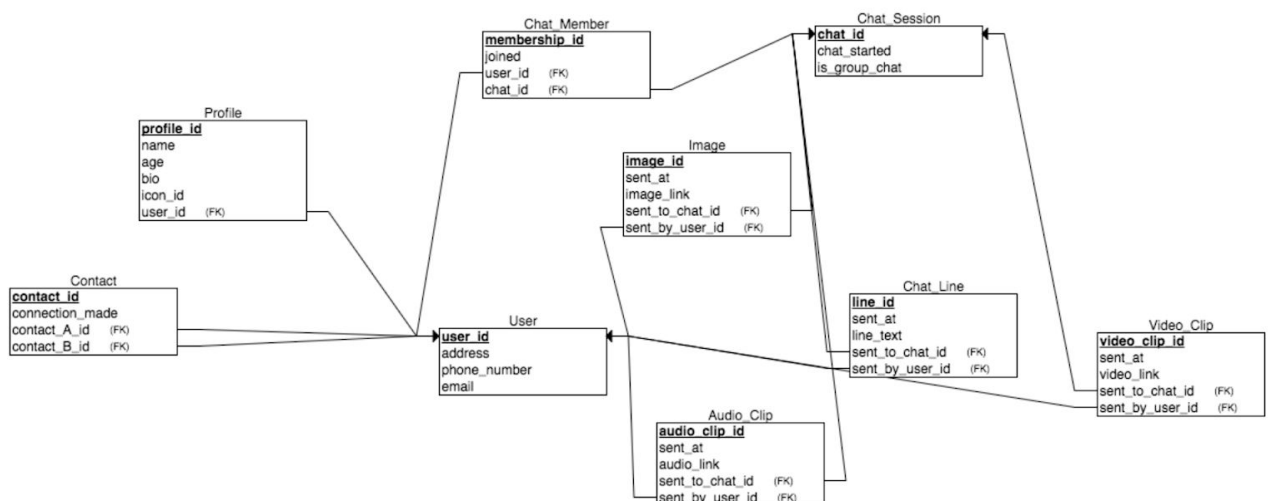 Chat_Member
membership_id
joined
user_id (FK)
chat_id (FK)
Chat_Session
chat_id
chat_started
is_group_chat
Profile
profile_id
name
age
bio
icon_id
user_id (FK)
Image
image_id
sent_at
image_link
sent_to_chat_id (FK)
sent_by_user_id (FK)
Contact
contact_id
connection_made
contact_A_id (FK)
contact_B_id (FK)
User
user_id
address
phone_number
email
Chat_Line
line_id
sent_at
line_text
sent_to_chat_id (FK)
sent_by_user_id (FK)
Video_Clip
video_clip_id
sent_at
video_link
sent_to_chat_id (FK)
sent_by_user_id (FK)
Audio_Clip
audio_clip_id
sent_at
audio_link
sent_to_chat_id (FK)
sent_by_user_id (FK)